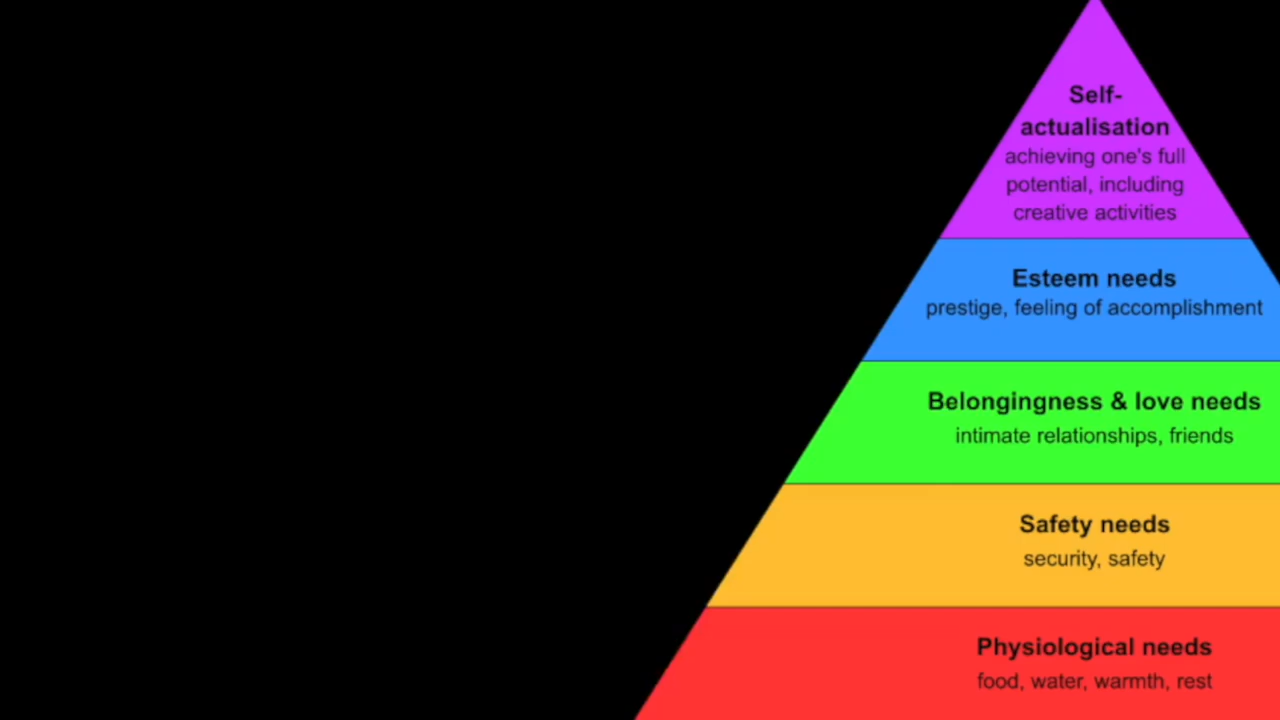 Self-
actualisation
achieving one's full
potential, including
creative activities
Esteem needs
prestige, feeling of accomplishment
Belongingness & love needs
intimate relationships, friends
Safety needs
security, safety
Physiological needs
food, water, warmth, rest